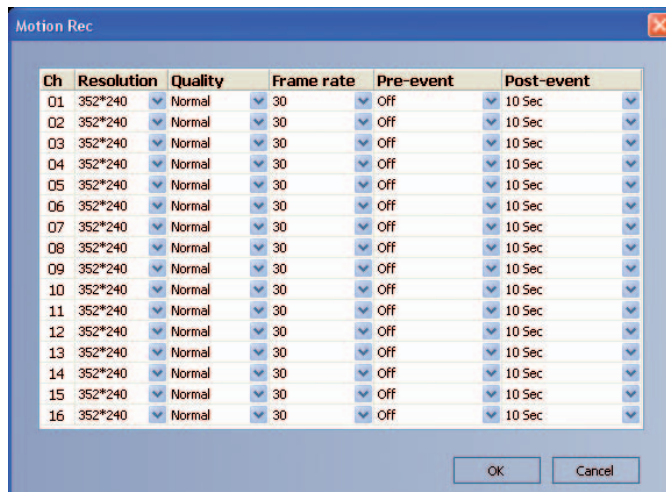 Motion Rec
Ch Resolution Quality Frame rate Pre-event Post-event
01 352*240 Normal 30 Off 10 Sec
02 352*240 Normal 30 Off 10 Sec
03 352*240 Normal 30 Off 10 Sec
04 352*240 Normal 30 Off 10 Sec
05 352*240 Normal 30 Off 10 Sec
06 352*240 Normal 30 Off 10 Sec
07 352*240 Normal 30 Off 10 Sec
08 352*240 Normal 30 Off 10 Sec
09 352*240 Normal 30 Off 10 Sec
10 352*240 Normal 30 Off 10 Sec
11 352*240 Normal 30 Off 10 Sec
12 352*240 Normal 30 Off 10 Sec
13 352*240 Normal 30 Off 10 Sec
14 352*240 Normal 30 Off 10 Sec
15 352*240 Normal 30 Off 10 Sec
16 352*240 Normal 30 Off 10 Sec
OK Cancel